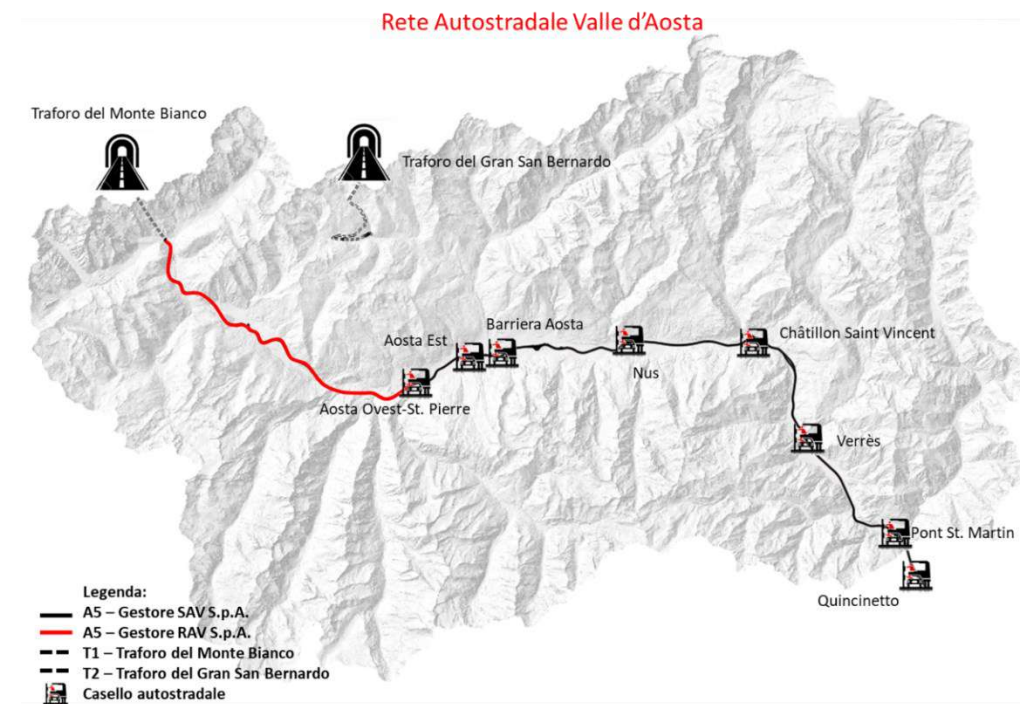 Rete Autostradale Valle d'Aosta
Traforo del Monte Bianco
Traforo del Gran San Bernardo
Barriera Aosta
Châtillon Saint Vincent
Aosta Est
Nus
Aosta Ovest-St. Pierre
Verrès
Pont St. Martin
Quincinetto
Legenda:
A5 – Gestore SAV S.p.A.
A5 – Gestore RAV S.p.A.
T1 – Traforo del Monte Bianco
T2 – Traforo del Gran San Bernardo
Casello autostradale